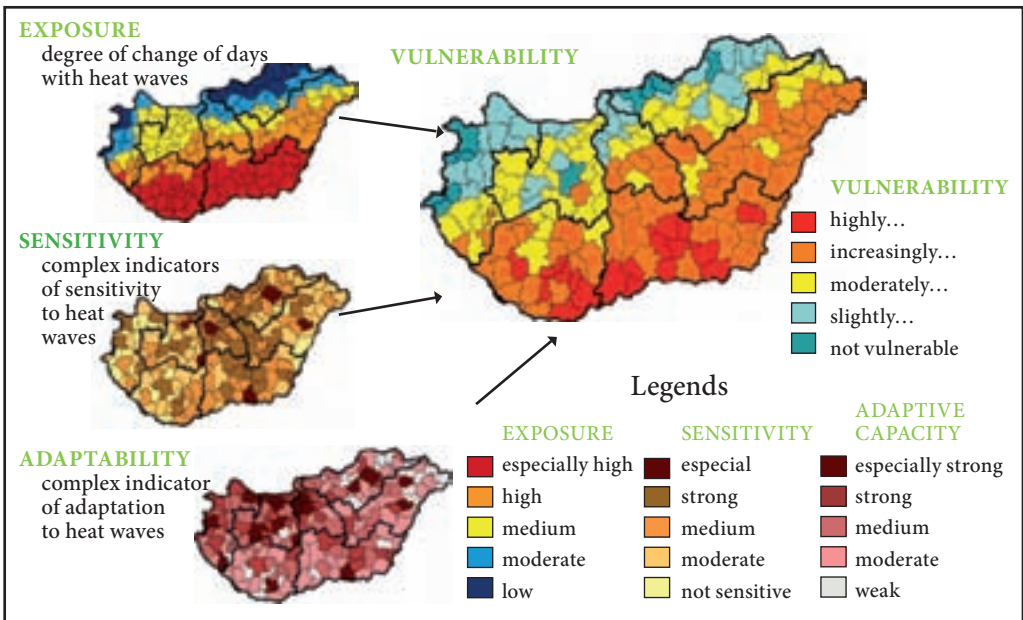 EXPOSURE
degree of change of days
with heat waves
VULNERABILITY
SENSITIVITY
complex indicators
of sensitivity
to heat
waves
ADAPTABILITY
complex indicator
of adaptation
to heat waves
VULNERABILITY
highly…
increasingly…
moderately…
slightly…
not vulnerable
Legends
EXPOSURE
especially high
high
medium
moderate
low
SENSITIVITY
especial
strong
medium
moderate
not sensitive
ADAPTIVE
CAPACITY
especially strong
strong
medium
moderate
weak